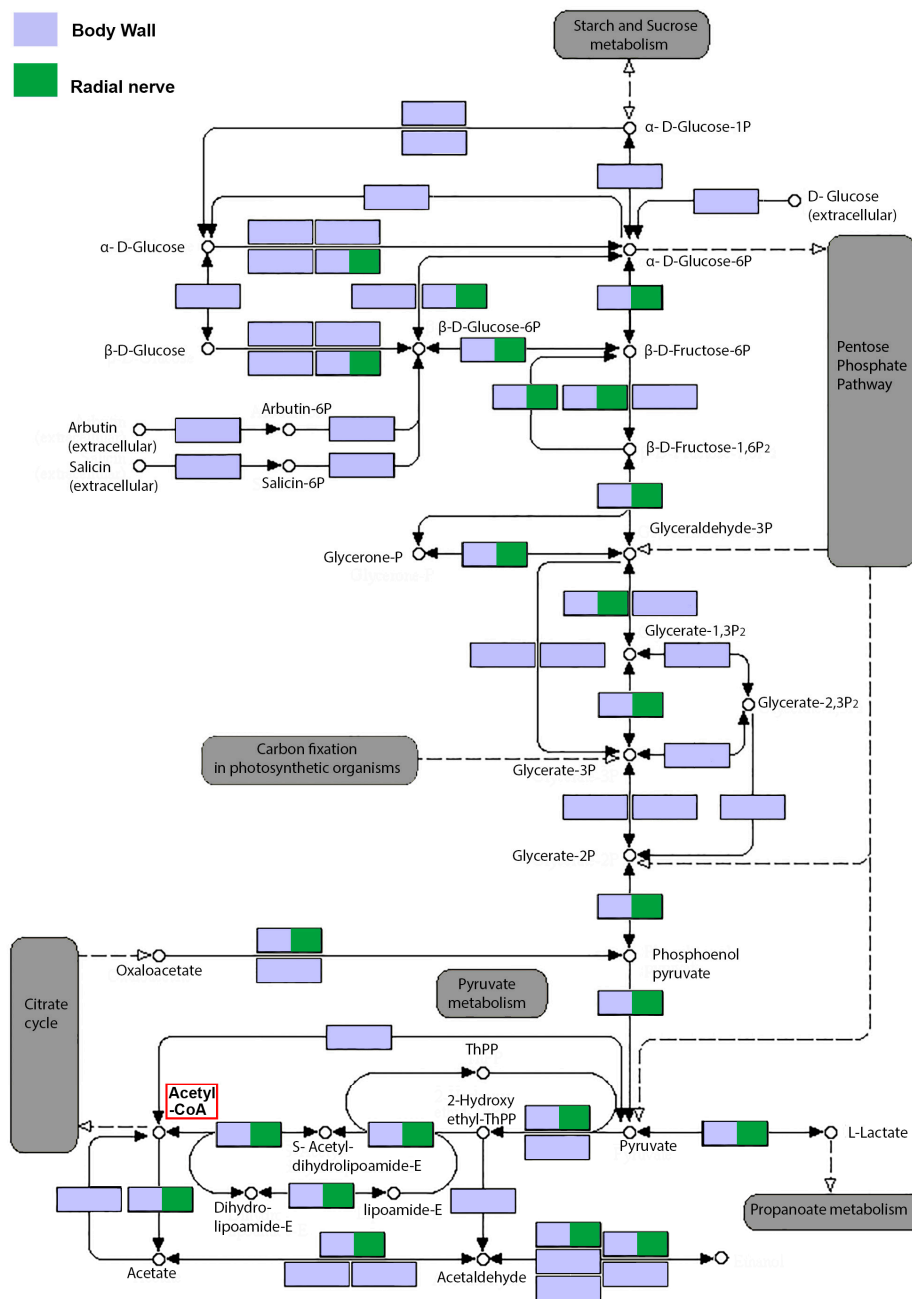 Body Wall
Radial nerve
Starch and Sucrose
metabolism
α- D-Glucose-1P
D- Glucose
(extracellular)
α- D-Glucose
α- D-Glucose-6P
β-D-Glucose-6P
β-D-Glucose
β-D-Fructose-6P
Pentose
Phosphate
Pathway
Arbutin-6P
Arbutin
(extracellular)
Salicin
(extracellular)
Salicin-6P
β-D-Fructose-1,6P2
Glyceraldehyde-3P
Glycerone-P
Glycerate-1,3P2
Glycerate-2,3P2
Carbon fixation
in photosynthetic organisms
Glycerate-3P
Glycerate-2P
Oxaloacetate
Phosphoenol
pyruvate
Citrate
cycle
Pyruvate
metabolism
ThPP
Acetyl
-CoA
2-Hydroxy
ethyl-ThPP
S- Acetyl-
dihydrolipoamide-E
Pyruvate
L-Lactate
Dihydro-
lipoamide-E
lipoamide-E
Propanoate metabolism
Acetate
Acetaldehyde